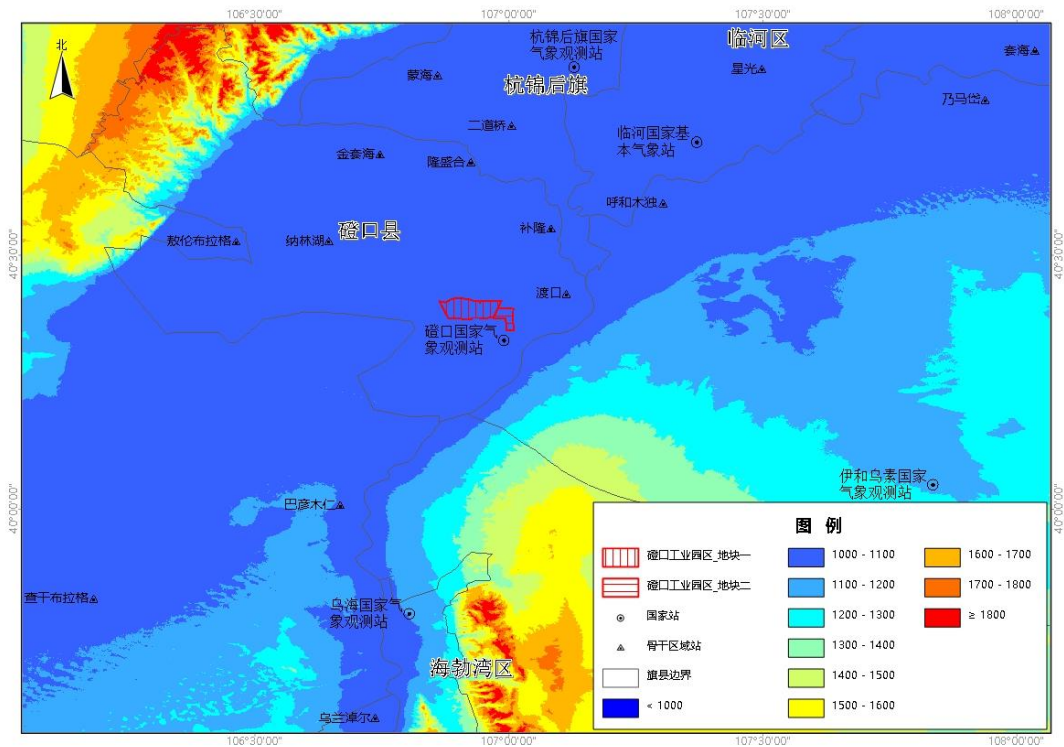 106°30'00"
107°00'00"
107°30'00"
108°00'00"
北
杭锦后旗国家
气象观测站
临河区
套海
蒙海
星光
杭锦后旗
乃马岱
二道桥
临河国家基
本气象站
金套海
隆盛合
呼和木独
磴口县
补隆
敖伦布拉格
纳林湖
40°30'00"
40°30'00"
渡口
磴口国家气
象观测站
伊和乌素国家
气象观测站
巴彦木仁
40°00'00"
40°00'00"
查干布拉格
乌海国家气
象观测站
海勃湾区
乌兰淖尔
图 例
磴口工业园区_地块一
磴口工业园区_地块二
国家站
骨干区域站
旗县边界
< 1000
1000 - 1100
1100 - 1200
1200 - 1300
1300 - 1400
1400 - 1500
1500 - 1600
1600 - 1700
1700 - 1800
≥ 1800
106°30'00"
107°00'00"
107°30'00"
108°00'00"